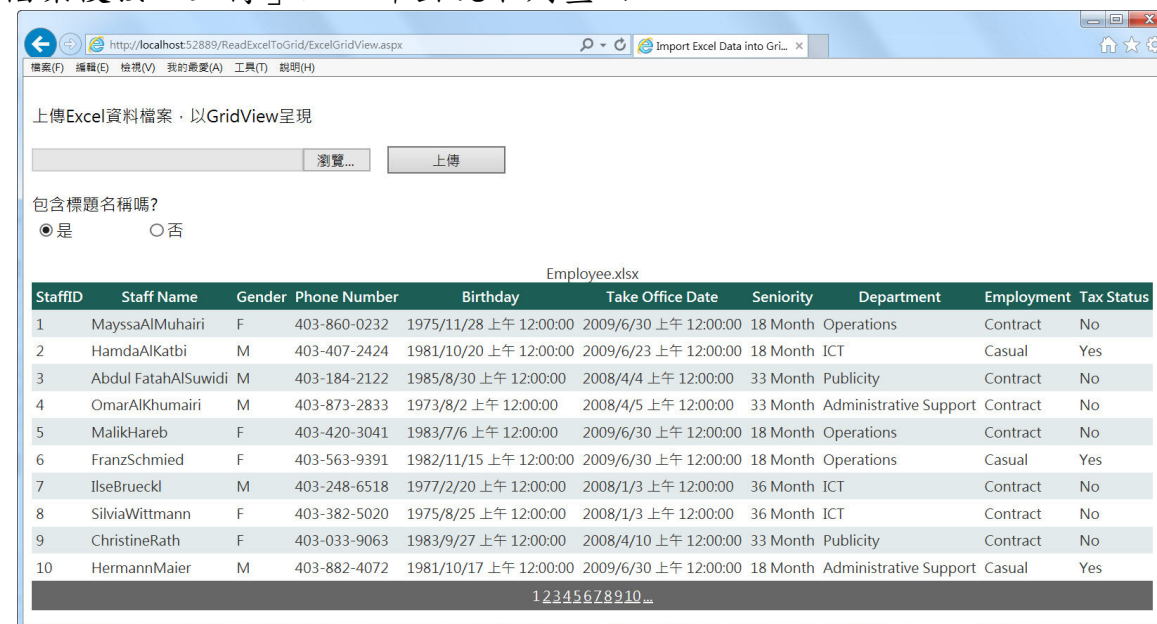 http://localhost:52889/ReadExcelToGrid/ExcelGridView.aspx Import Excel Data into Gri...
檔案(F) 編輯(E) 檢視(V) 我的最愛(A) 工具(T) 說明(H)
上傳Excel資料檔案，以GridView呈現
瀏覽... 上傳
包含標題名稱嗎?
是 否
Employee.xlsx
StaffID Staff Name Gender Phone Number Birthday Take Office Date Seniority Department Employment Tax Status
1 MayssaAlMuhairi F 403-860-0232 1975/11/28 上午 12:00:00 2009/6/30 上午 12:00:00 18 Month Operations Contract No
2 HamdaAlKatbi M 403-407-2424 1981/10/20 上午 12:00:00 2009/6/23 上午 12:00:00 18 Month ICT Casual Yes
3 Abdul FatahAlSuwidi M 403-184-2122 1985/8/30 上午 12:00:00 2008/4/4 上午 12:00:00 33 Month Publicity Contract No
4 OmarAlKhumairi M 403-873-2833 1973/8/2 上午 12:00:00 2008/4/5 上午 12:00:00 33 Month Administrative Support Contract No
5 MalikHareb F 403-420-3041 1983/7/6 上午 12:00:00 2009/6/30 上午 12:00:00 18 Month Operations Contract No
6 FranzSchmied F 403-563-9391 1982/11/15 上午 12:00:00 2009/6/30 上午 12:00:00 18 Month Operations Casual Yes
7 IlseBrueckl M 403-248-6518 1977/2/20 上午 12:00:00 2008/1/3 上午 12:00:00 36 Month ICT Contract No
8 SilviaWittmann F 403-382-5020 1975/8/25 上午 12:00:00 2008/1/3 上午 12:00:00 36 Month ICT Contract No
9 ChristineRath F 403-033-9063 1983/9/27 上午 12:00:00 2008/4/10 上午 12:00:00 33 Month Publicity Contract No
10 HermannMaier M 403-882-4072 1981/10/17 上午 12:00:00 2009/6/30 上午 12:00:00 18 Month Administrative Support Casual Yes
1 2 3 4 5 6 7 8 9 10 ...